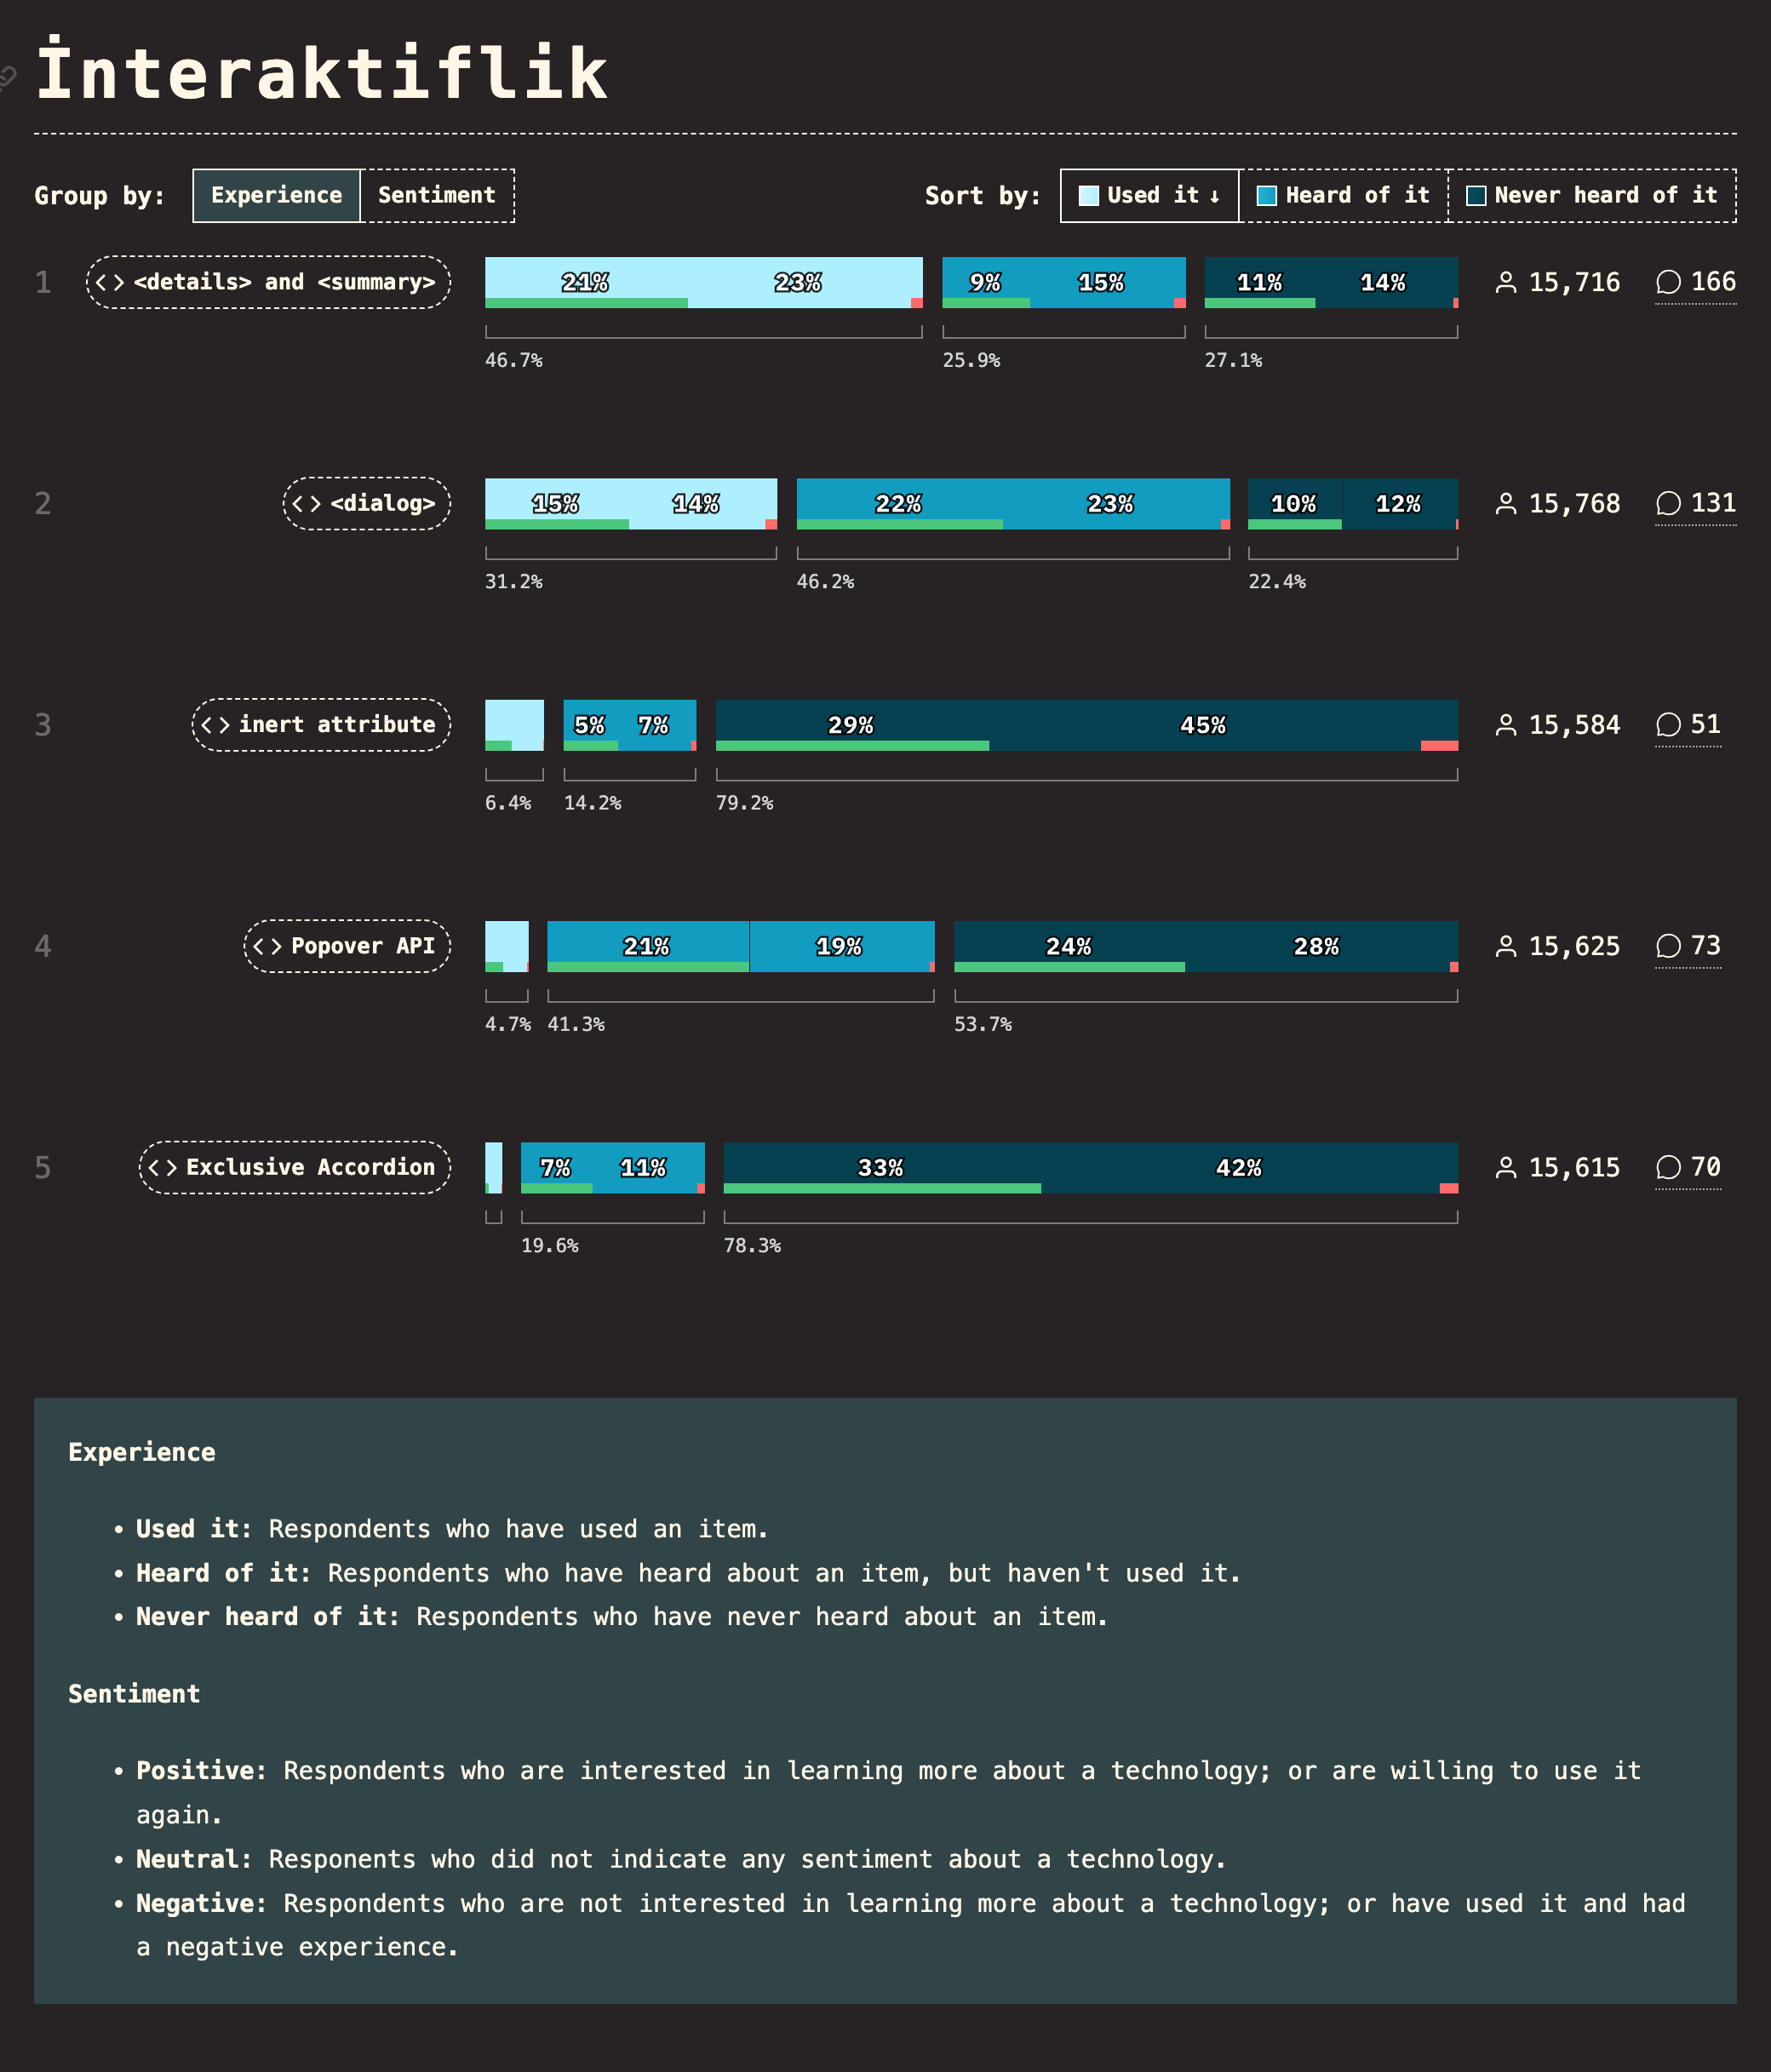 İnteraktiflik
Group by: Experience Sentiment Sort by: Used it ↓ Heard of it Never heard of it
1 <> <details> and <summary> 21% 23% 9% 15% 11% 14% 15,716 166
46.7% 25.9% 27.1%
2 <> <dialog> 15% 14% 22% 23% 10% 12% 15,768 131
31.2% 46.2% 22.4%
3 <> inert attribute 5% 7% 29% 45% 15,584 51
6.4% 14.2% 79.2%
4 <> Popover API 21% 19% 24% 28% 15,625 73
4.7% 41.3% 53.7%
5 <> Exclusive Accordion 7% 11% 33% 42% 15,615 70
19.6% 78.3%
Experience
• Used it: Respondents who have used an item.
• Heard of it: Respondents who have heard about an item, but haven't used it.
• Never heard of it: Respondents who have never heard about an item.
Sentiment
• Positive: Respondents who are interested in learning more about a technology; or are willing to use it
again.
• Neutral: Responents who did not indicate any sentiment about a technology.
• Negative: Respondents who are not interested in learning more about a technology; or have used it and had
a negative experience.